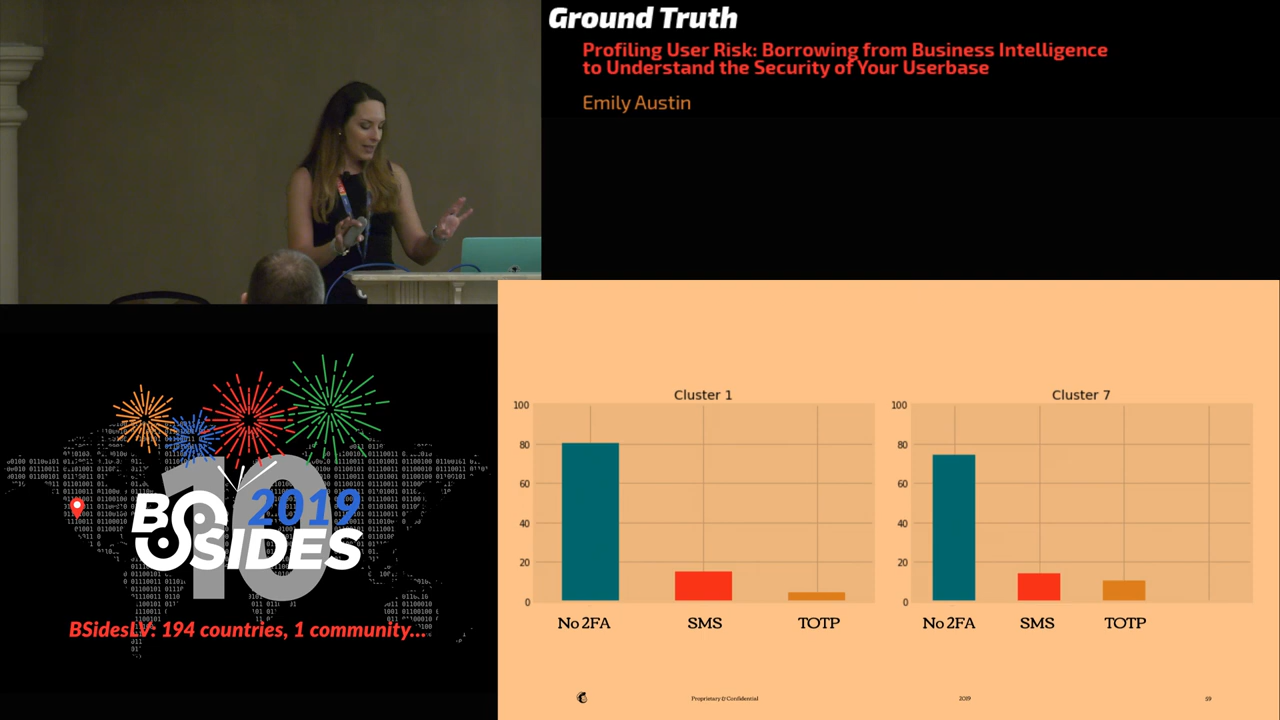 Ground Truth
Profiling User Risk: Borrowing from Business Intelligence
to Understand the Security of Your Userbase
Emily Austin
10
2019
BSIDES
BSidesLV: 194 countries, 1 community...
Cluster 1
100
80
60
40
20
0
No 2FA
SMS
TOTP
Cluster 7
100
80
60
40
20
0
No 2FA
SMS
TOTP
Proprietary & Confidential
2019
59